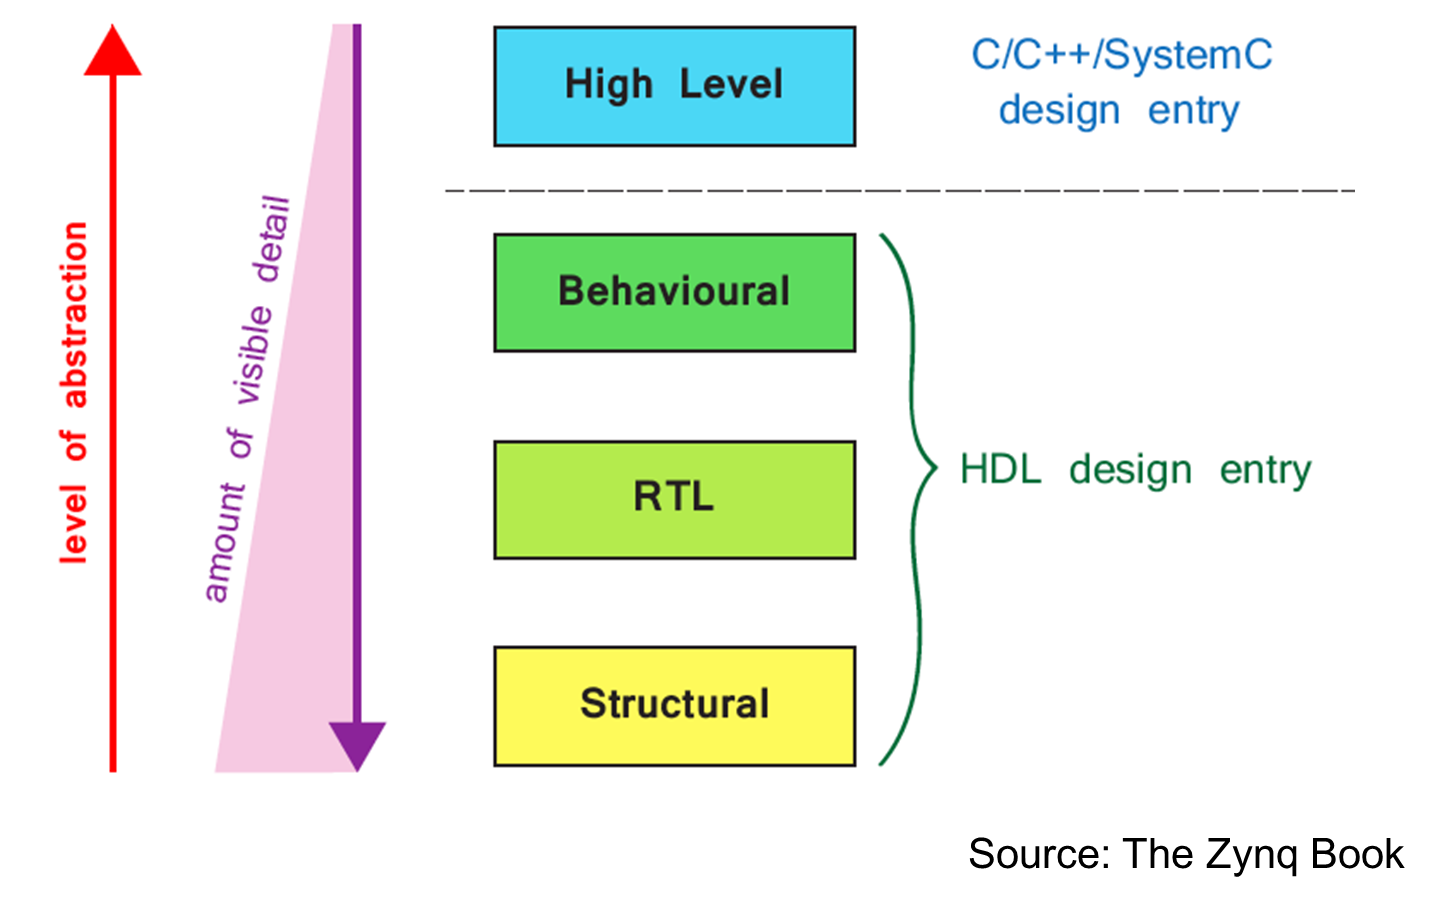 level of abstraction
amount of visible detail
High Level
C/C++/SystemC
design entry
Behavioural
RTL
HDL design entry
Structural
Source: The Zynq Book